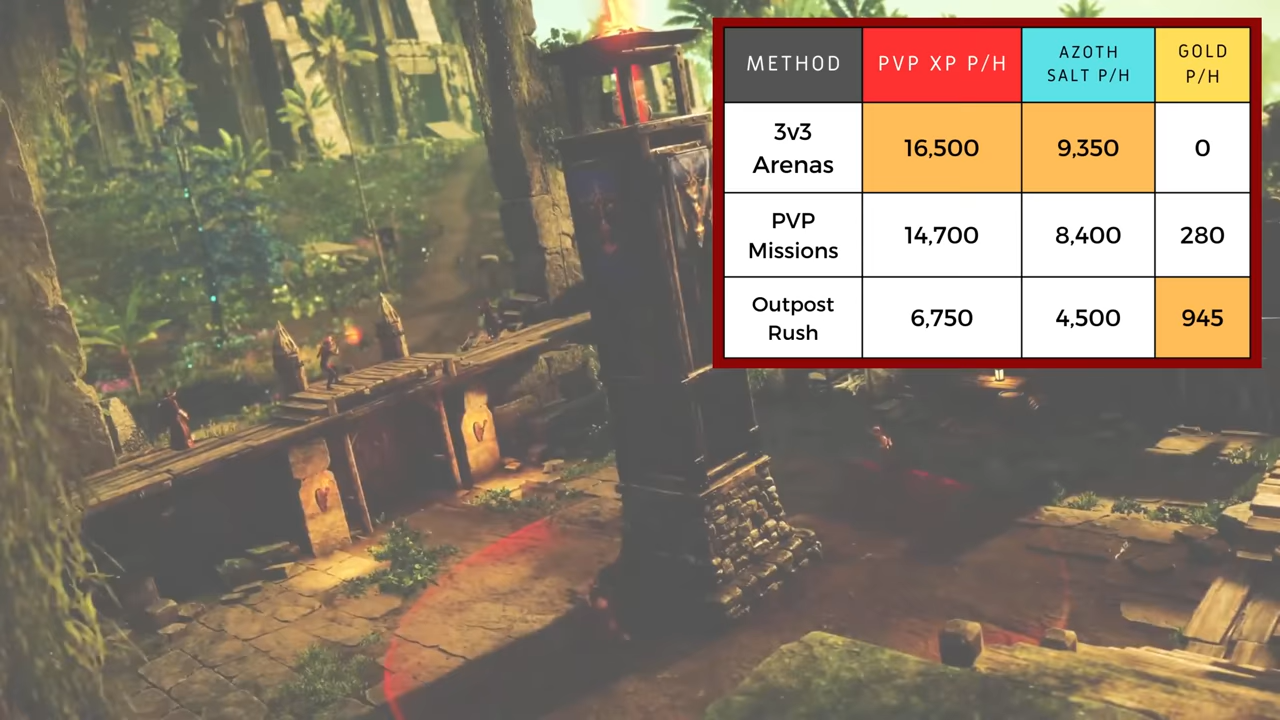 METHOD
PVP XP P/H
AZOTH
SALT P/H
GOLD
P/H
3v3
Arenas
16,500
9,350
0
PVP
Missions
14,700
8,400
280
Outpost
Rush
6,750
4,500
945